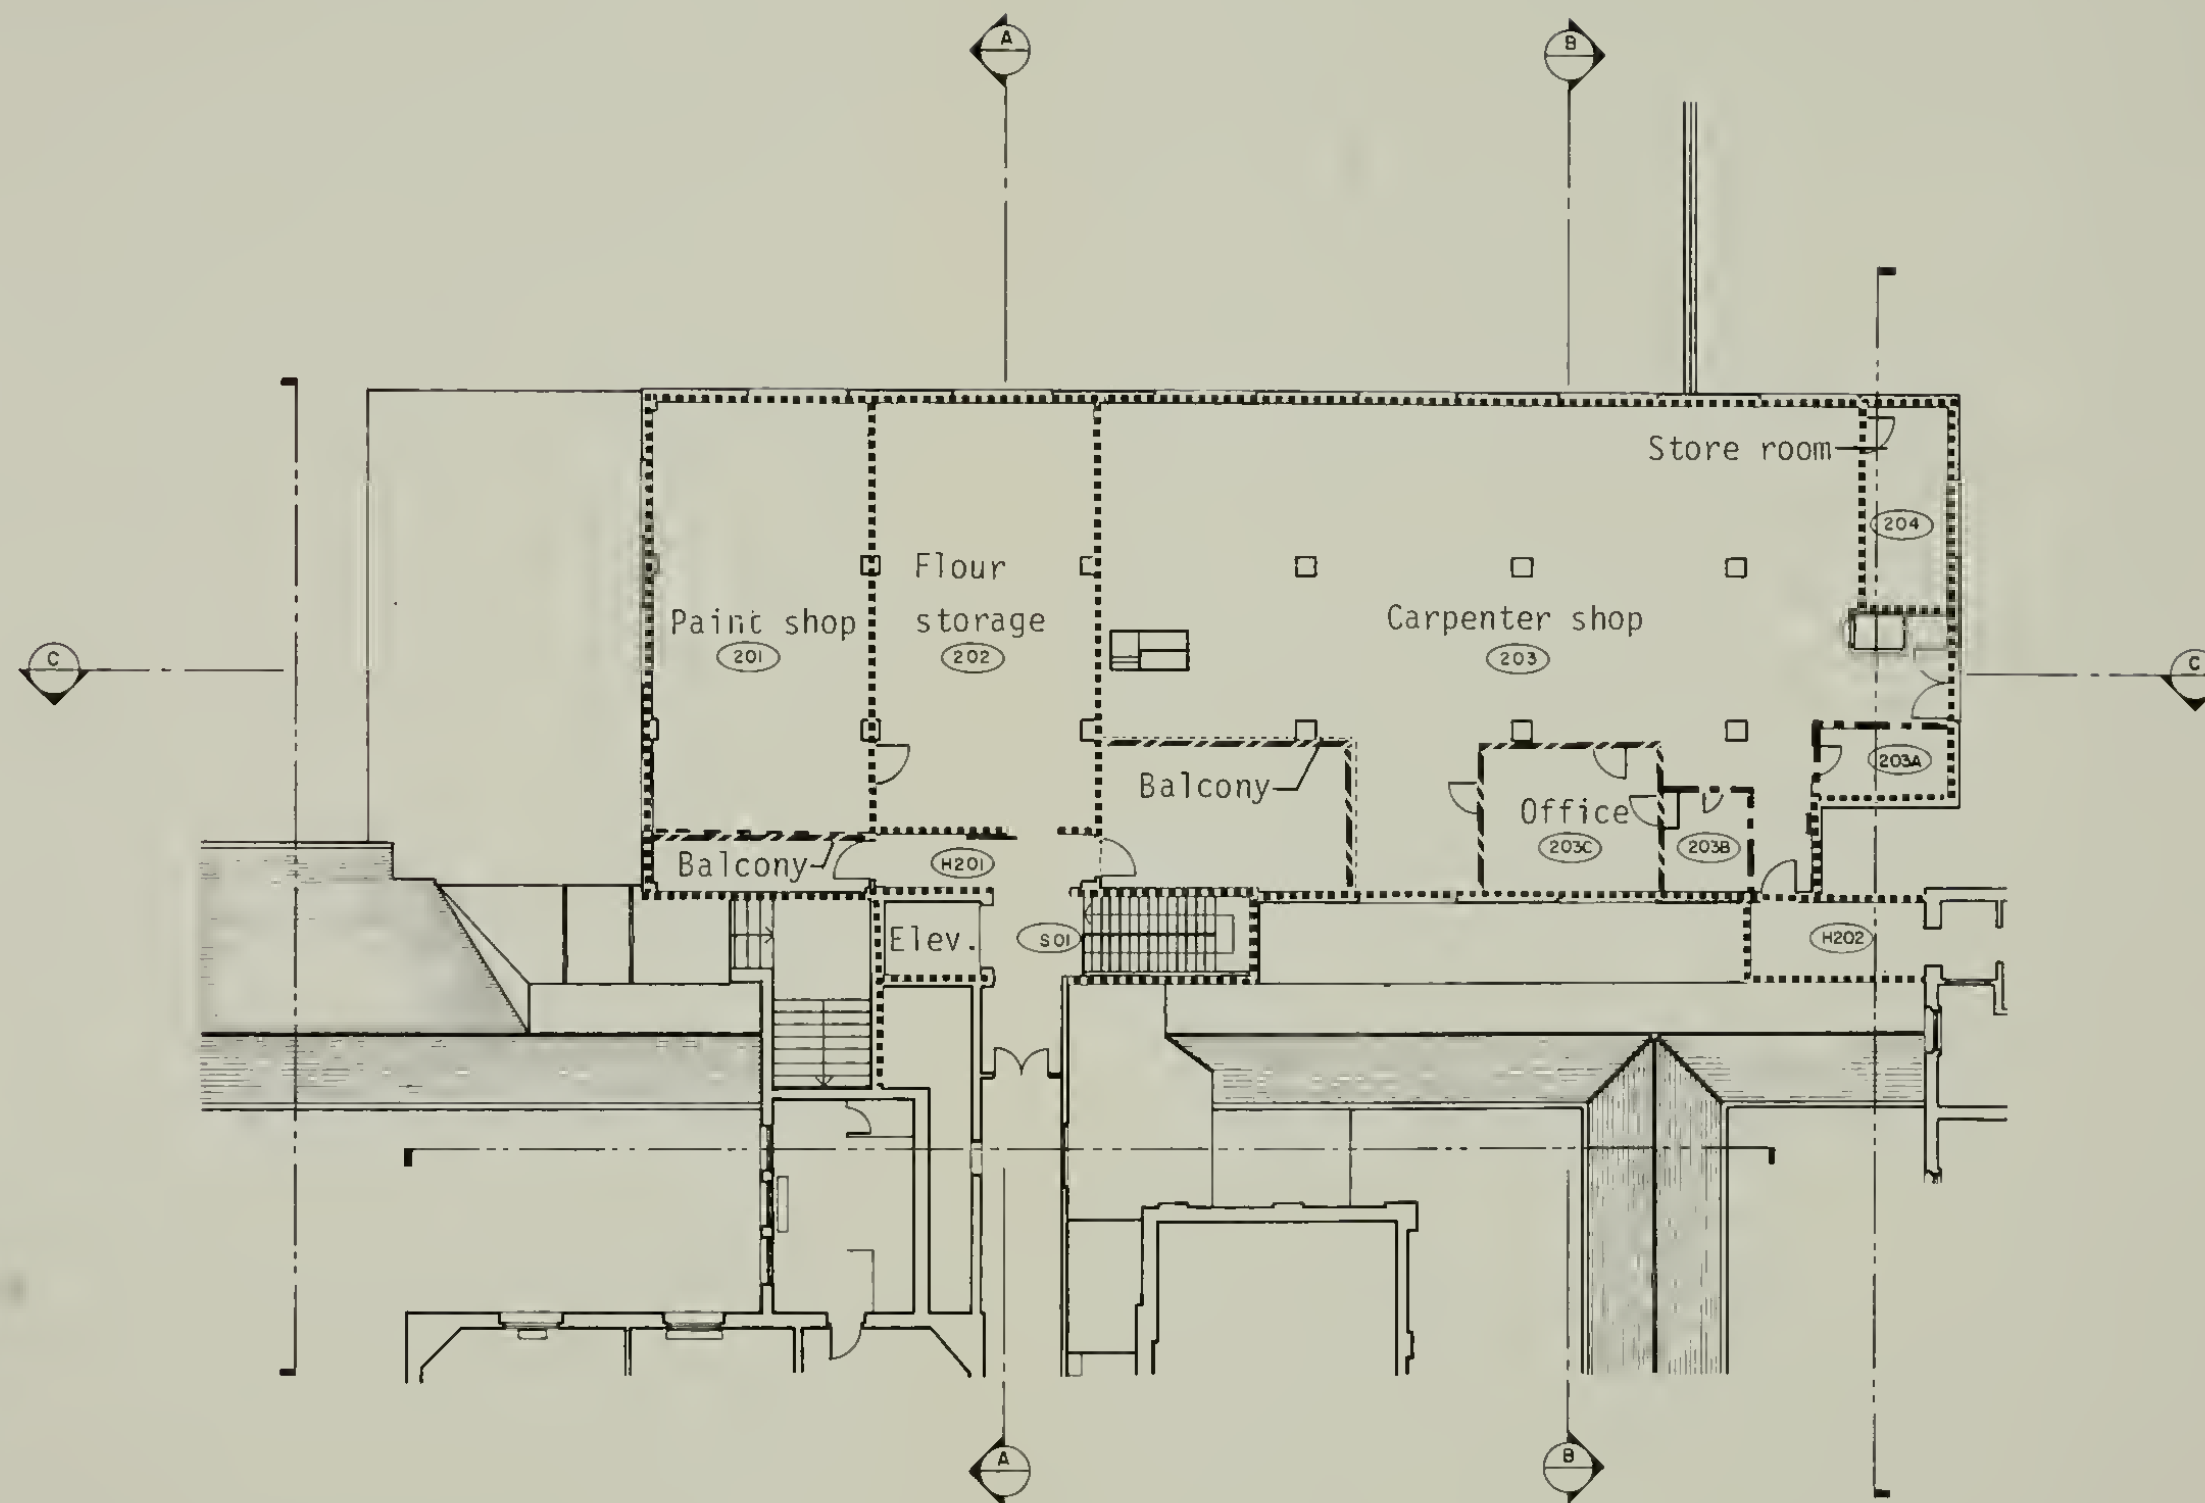 A
B
Store room
204
Flour
storage
202
Paint shop
201
Carpenter shop
203
C
C
203A
Balcony
Office
203C
203B
Balcony
H201
Elev.
S01
H202
A
B